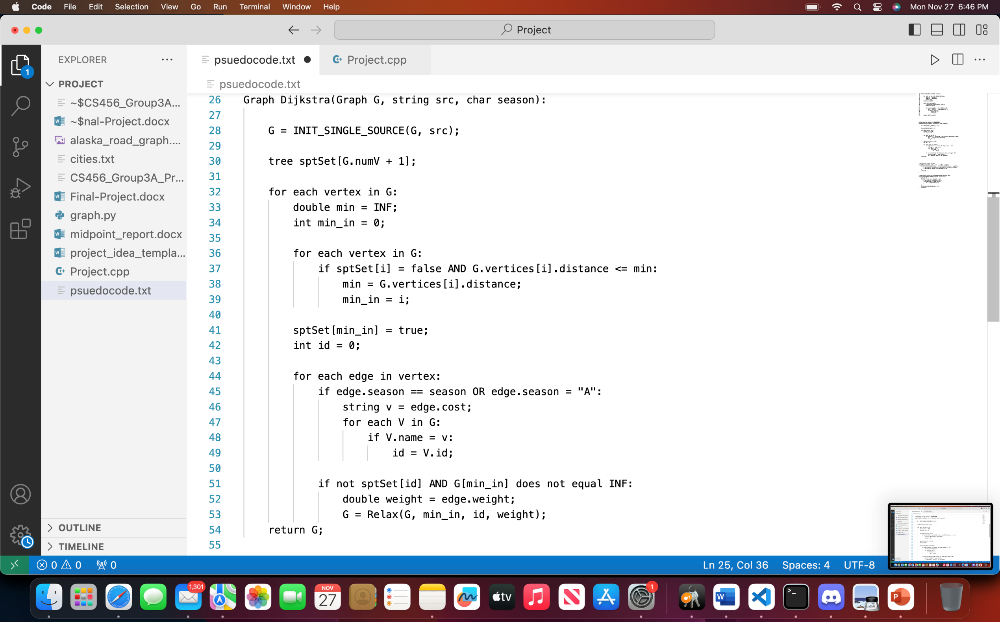 Code File Edit Selection View Go Run Terminal Window Help Mon Nov 27 6:46 PM
Project
EXPLORER
psuedocode.txt
Project.cpp
1
PROJECT
psuedocode.txt
~$CS456_Group3A...
~$nal-Project.docx
alaska_road_graph....
cities.txt
CS456_Group3A_Pr...
Final-Project.docx
graph.py
midpoint_report.docx
project_idea_templa...
Project.cpp
psuedocode.txt
OUTLINE
TIMELINE
26 Graph Dijkstra(Graph G, string src, char season):
27
28 G = INIT_SINGLE_SOURCE(G, src);
29
30 tree sptSet[G.numV + 1];
31
32 for each vertex in G:
33 double min = INF;
34 int min_in = 0;
35
36 for each vertex in G:
37 if sptSet[i] = false AND G.vertices[i].distance <= min:
38 min = G.vertices[i].distance;
39 min_in = i;
40
41 sptSet[min_in] = true;
42 int id = 0;
43
44 for each edge in vertex:
45 if edge.season == season OR edge.season = "A":
46 string v = edge.cost;
47 for each V in G:
48 if V.name = v:
49 id = V.id;
50
51 if not sptSet[id] AND G[min_in] does not equal INF:
52 double weight = edge.weight;
53 G = Relax(G, min_in, id, weight);
54 return G;
55
0 0 0 Ln 25, Col 36 Spaces: 4 UTF-8
1,301
NOV
27
tv
1
W
P